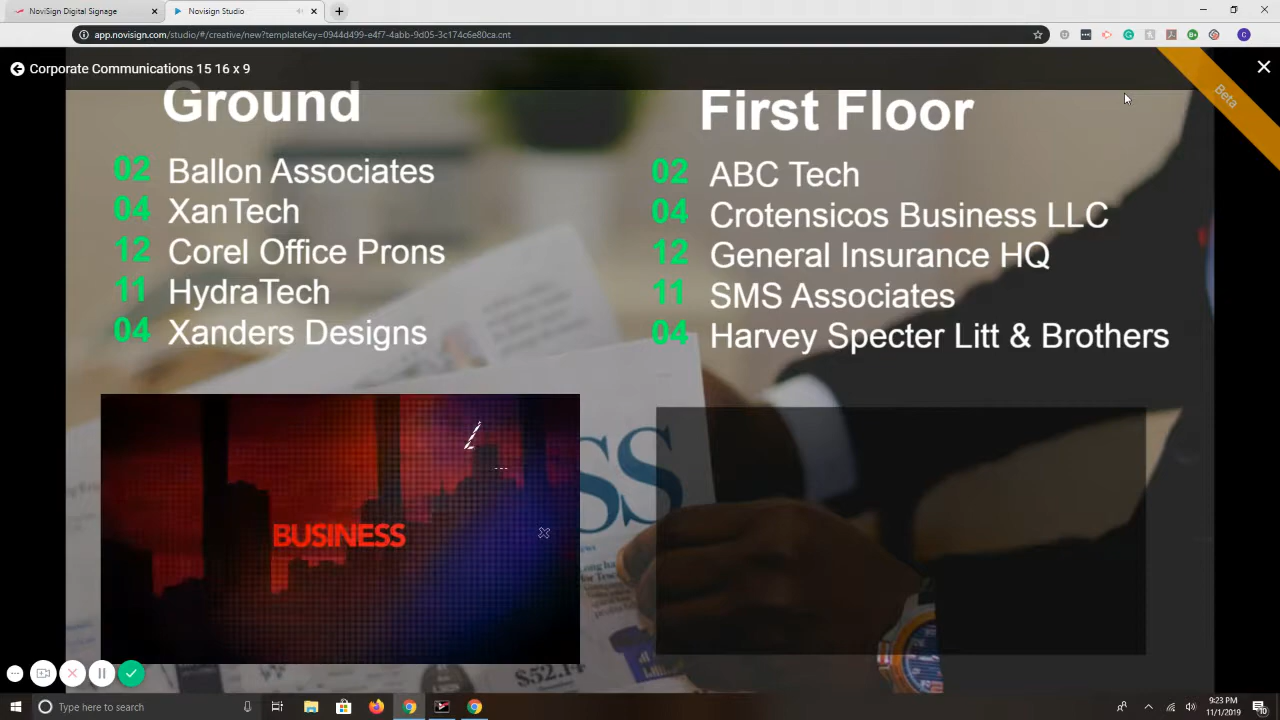 NoviSign Digital Signage
Novisign Studio
app.novisign.com/studio/#/creative/new?templateKey=0944d499-e4f7-4abb-9d05-3c174c6e80ca.cnt
Corporate Communications 15 16 x 9
Beta
Ground
02 Ballon Associates
04 XanTech
12 Corel Office Prons
11 HydraTech
04 Xanders Designs
First Floor
02 ABC Tech
04 Crotensicos Business LLC
12 General Insurance HQ
11 SMS Associates
04 Harvey Specter Litt & Brothers
BUSINESS
SS
$52.14
Type here to search
9:23 PM
11/1/2019